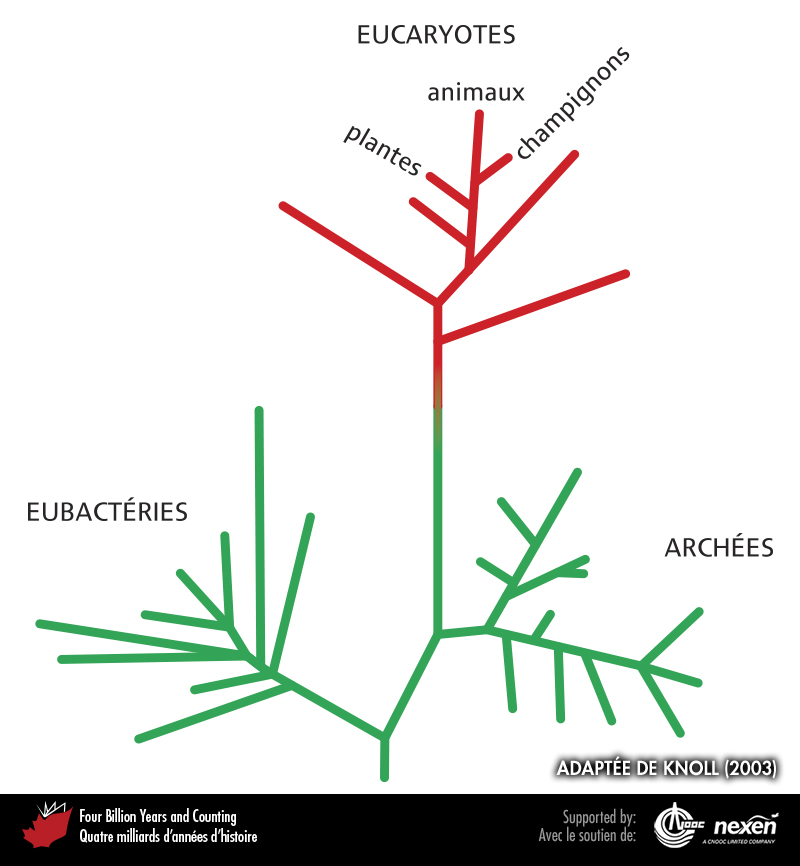 EUCARYOTES
animaux
champignons
plantes
EUBACTÉRIES
ARCHÉES
ADAPTÉE DE KNOLL (2003)
Four Billion Years and Counting
Quatre milliards d'années d'histoire
Supported by:
Avec le soutien de:
CNOOC
nexen
A CNOOC LIMITED COMPANY